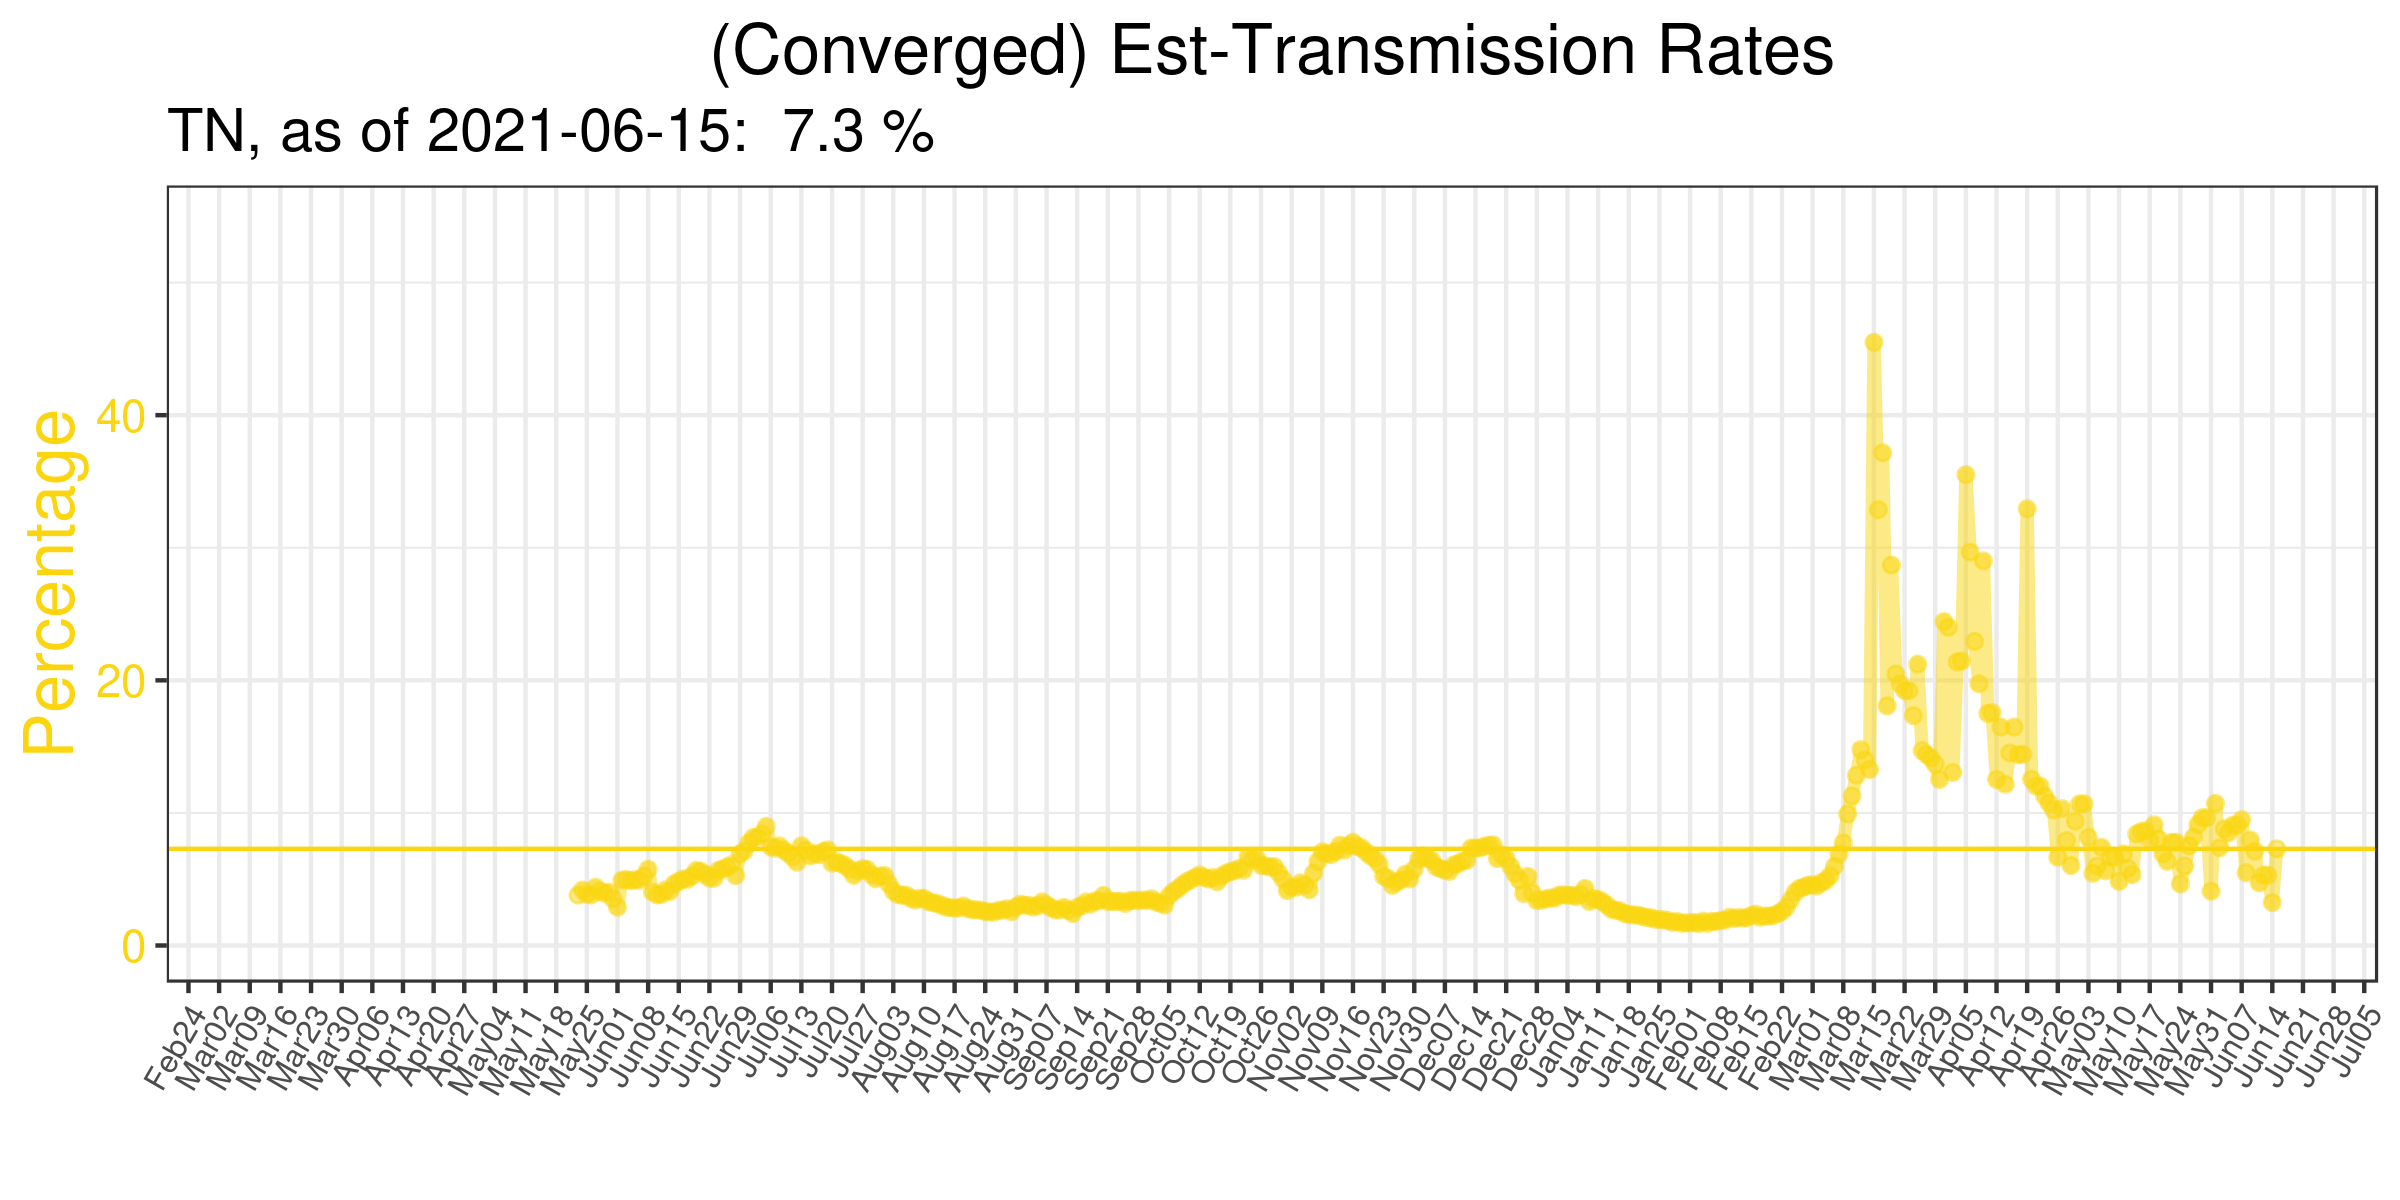 (Converged) Est-Transmission Rates
TN, as of 2021-06-15:  7.3 %
Percentage
40
20
0
Feb24 Mar02 Mar09 Mar16 Mar23 Mar30 Apr06 Apr13 Apr20 Apr27 May04 May11 May18 May25 Jun01 Jun08 Jun15 Jun22 Jun29 Jul06 Jul13 Jul20 Jul27 Aug03 Aug10 Aug17 Aug24 Aug31 Sep07 Sep14 Sep21 Sep28 Oct05 Oct12 Oct19 Oct26 Nov02 Nov09 Nov16 Nov23 Nov30 Dec07 Dec14 Dec21 Dec28 Jan04 Jan11 Jan18 Jan25 Feb01 Feb08 Feb15 Feb22 Mar01 Mar08 Mar15 Mar22 Mar29 Apr05 Apr12 Apr19 Apr26 May03 May10 May17 May24 May31 Jun07 Jun14 Jun21 Jun28 Jul05